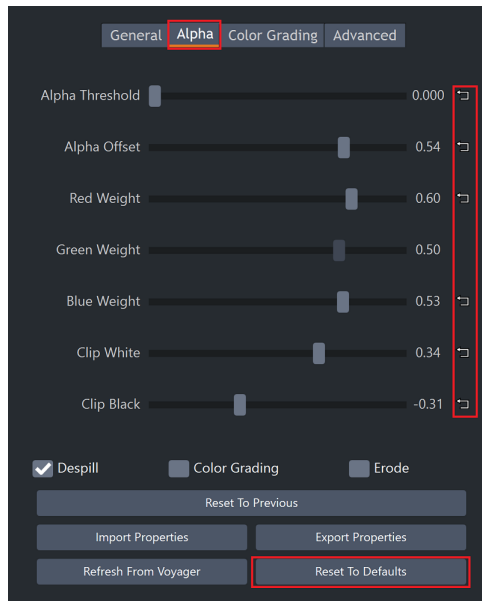 General Alpha Color Grading Advanced
Alpha Threshold 0.000
Alpha Offset 0.54
Red Weight 0.60
Green Weight 0.50
Blue Weight 0.53
Clip White 0.34
Clip Black -0.31
Despill Color Grading Erode
Reset To Previous
Import Properties Export Properties
Refresh From Voyager Reset To Defaults